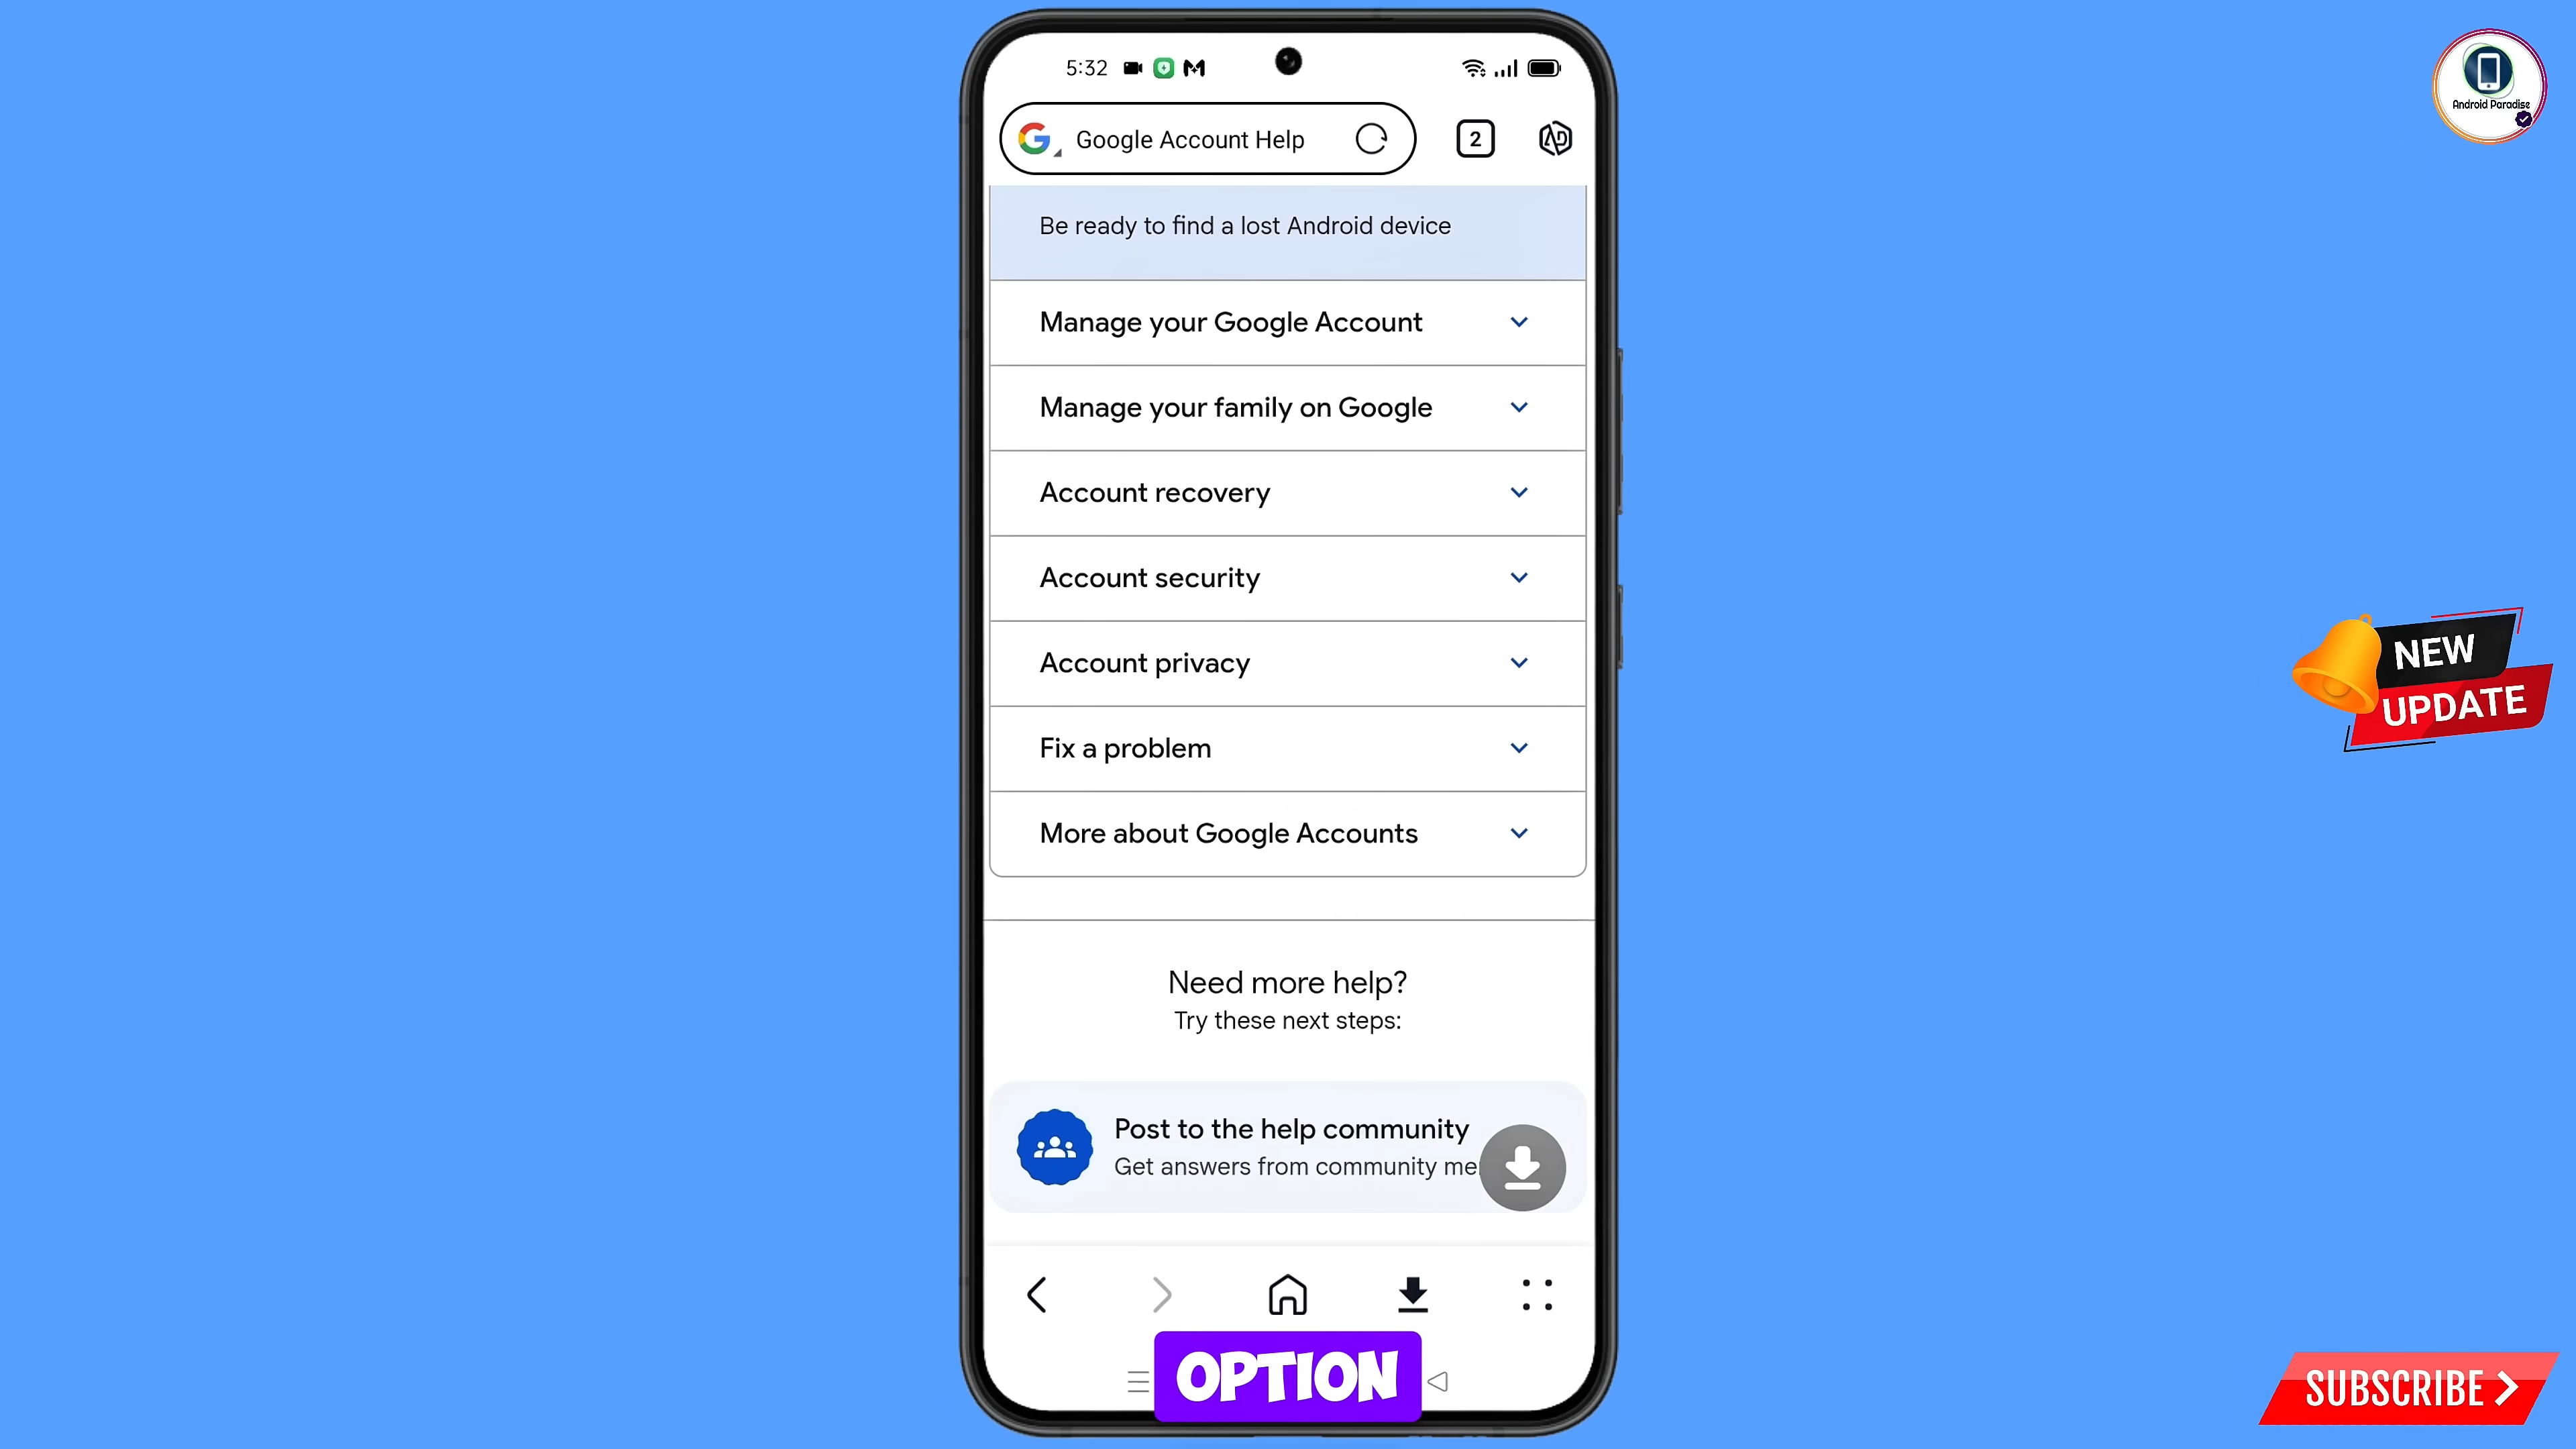 5:32
Android Paradise
Google Account Help
2
Be ready to find a lost Android device
Manage your Google Account
Manage your family on Google
Account recovery
Account security
Account privacy
Fix a problem
More about Google Accounts
NEW
UPDATE
Need more help?
Try these next steps:
Post to the help community
Get answers from community me
OPTION
SUBSCRIBE